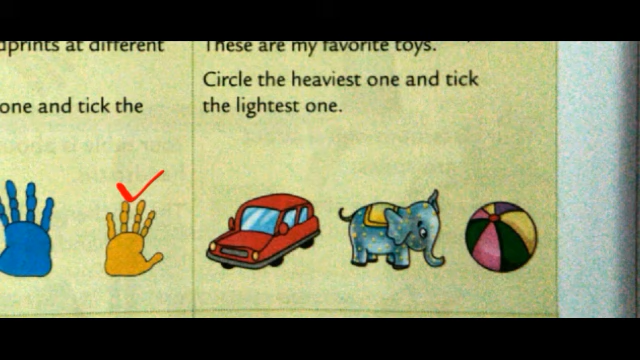 dprints at different
one and tick the
These are my favorite toys.
Circle the heaviest one and tick
the lightest one.